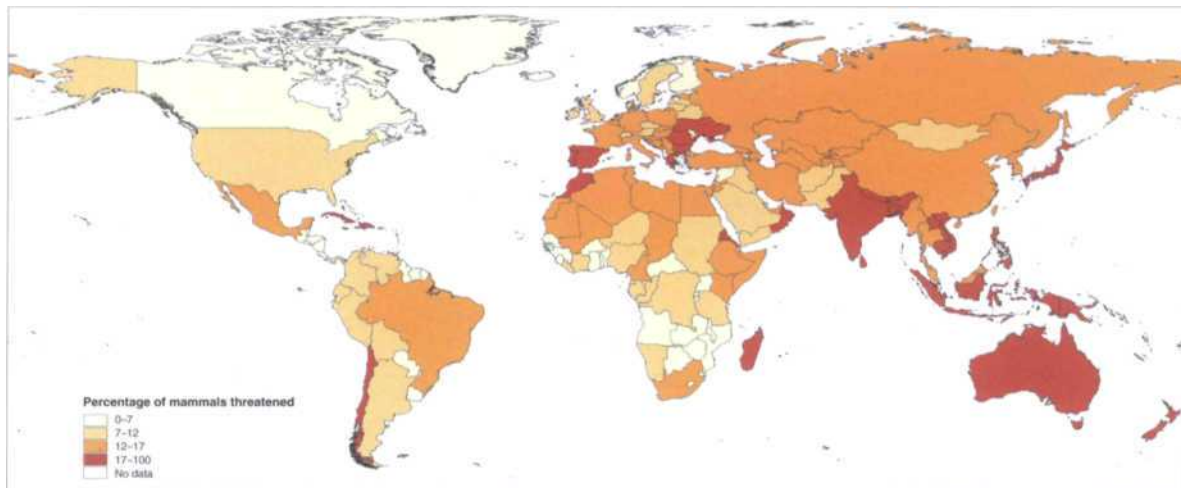 Percentage of mammals threatened
0–7
7–12
12–17
17–100
No data